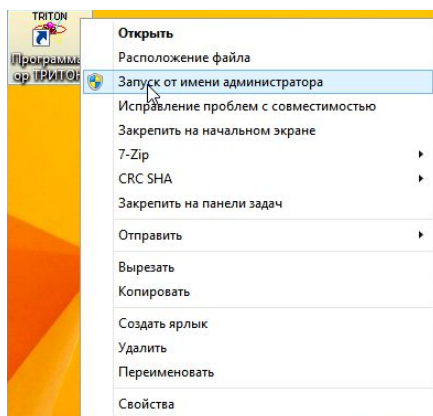 TRITON
Программа
ор ТРИТОН
Открыть
Расположение файла
Запуск от имени администратора
Исправление проблем с совместимостью
Закрепить на начальном экране
7-Zip
CRC SHA
Закрепить на панели задач
Отправить
Вырезать
Копировать
Создать ярлык
Удалить
Переименовать
Свойства